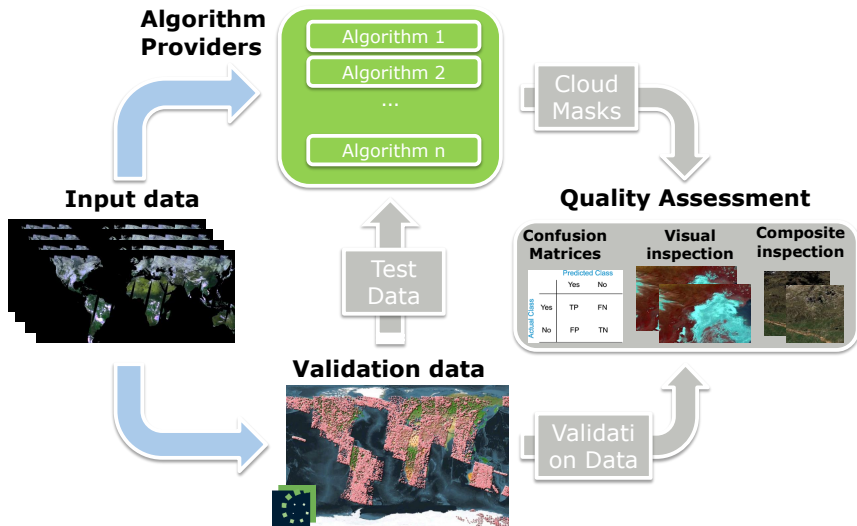 Algorithm
Providers
Algorithm 1
Algorithm 2
...
Algorithm n
Cloud
Masks
Input data
Test
Data
Quality Assessment
Confusion
Matrices
Visual
inspection
Composite
inspection
Predicted Class
Yes No
Actual Class
Yes TP FN
No FP TN
Validation data
Validati
on Data